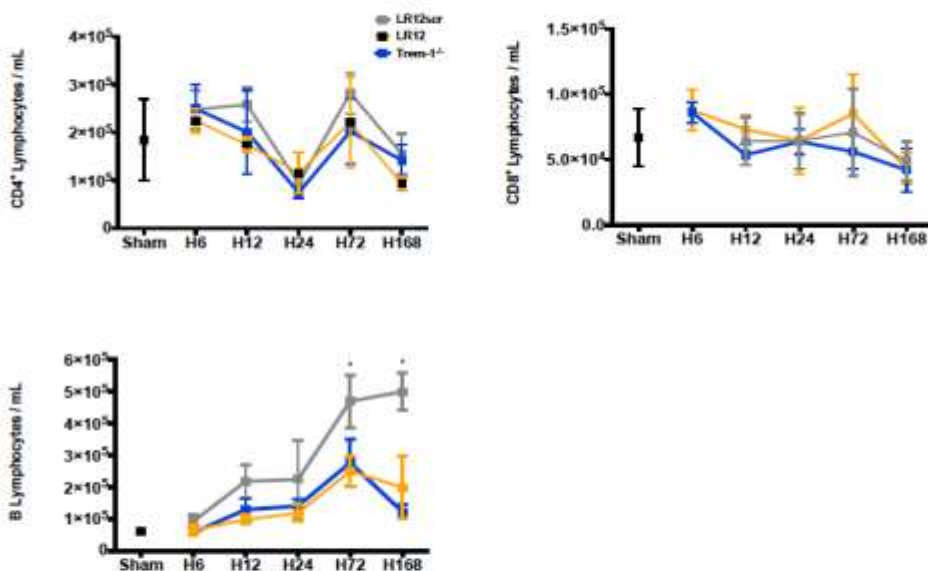 LR12scr
LR12
Trem-1⁻/⁻
CD4⁺ Lymphocytes / mL
4×10⁵
3×10⁵
2×10⁵
1×10⁵
0
Sham H6 H12 H24 H72 H168
CD8⁺ Lymphocytes / mL
1.0×10⁵
5.0×10⁴
0.0
Sham H6 H12 H24 H72 H168
B Lymphocytes / mL
6×10⁵
5×10⁵
4×10⁵
3×10⁵
2×10⁵
1×10⁵
0
Sham H6 H12 H24 H72 H168